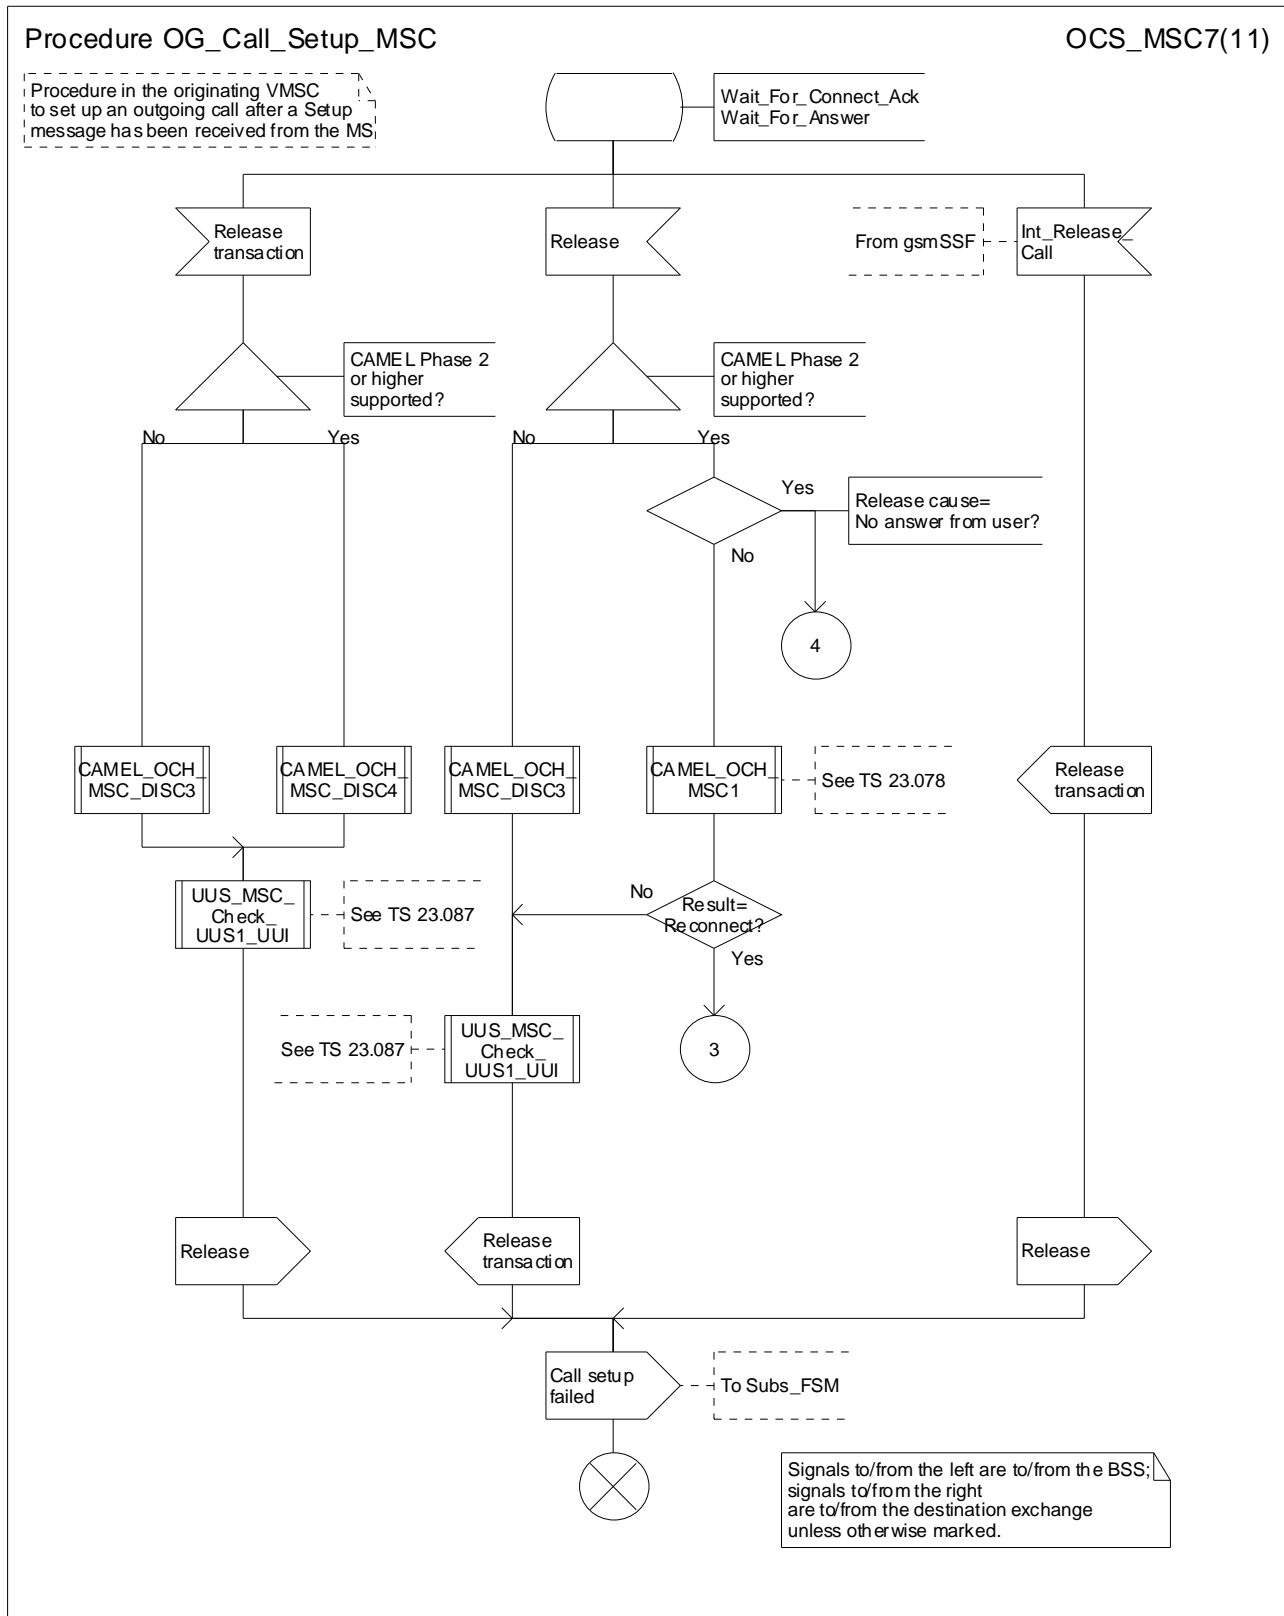 Procedure OG_Call_Setup_MSC
OCS_MSC7(11)
Procedure in the originating VMSC
to set up an outgoing call after a Setup
message has been received from the MS
Wait_For_Connect_Ack
Wait_For_Answer
Release
transaction
Release
From gsmSSF
Int_Release_
Call
CAMEL Phase 2
or higher
supported?
CAMEL Phase 2
or higher
supported?
No
Yes
No
Yes
Yes
Release cause=
No answer from user?
No
4
CAMEL_OCH_
MSC_DISC3
CAMEL_OCH_
MSC_DISC4
CAMEL_OCH_
MSC_DISC3
CAMEL_OCH_
MSC1
See TS 23.078
Release
transaction
UUS_MSC_
Check_
UUS1_UUI
See TS 23.087
No
Result=
Reconnect?
Yes
See TS 23.087
UUS_MSC_
Check_
UUS1_UUI
3
Release
Release
transaction
Release
Call setup
failed
To Subs_FSM
Signals to/from the left are to/from the BSS;
signals to/from the right
are to/from the destination exchange
unless otherwise marked.